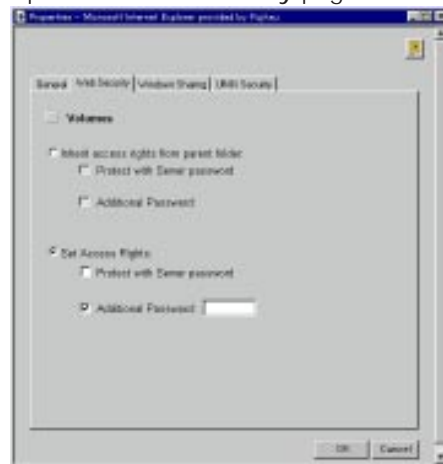 Properties - Microsoft Internet Explorer provided by Fujitsu
General Web Security Windows Sharing UNIX Security
Volumes
Inherit access rights from parent folder
Protect with Server password
Additional Password
Set Access Rights
Protect with Server password
Additional Password
OK Cancel